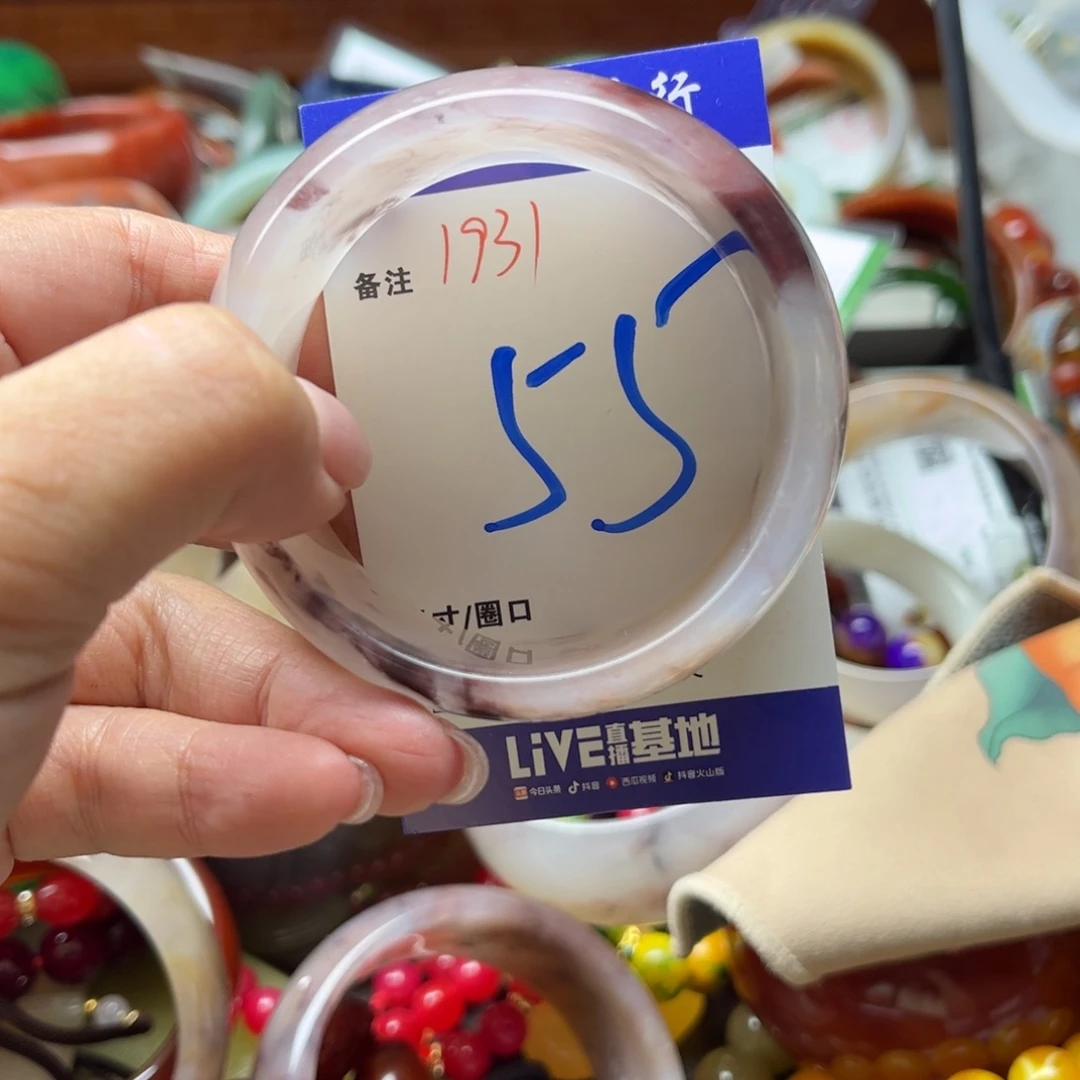 行
备注 1931
55
寸/圈口
LiVE直播基地
今日头条 抖音 西瓜视频 抖音火山版